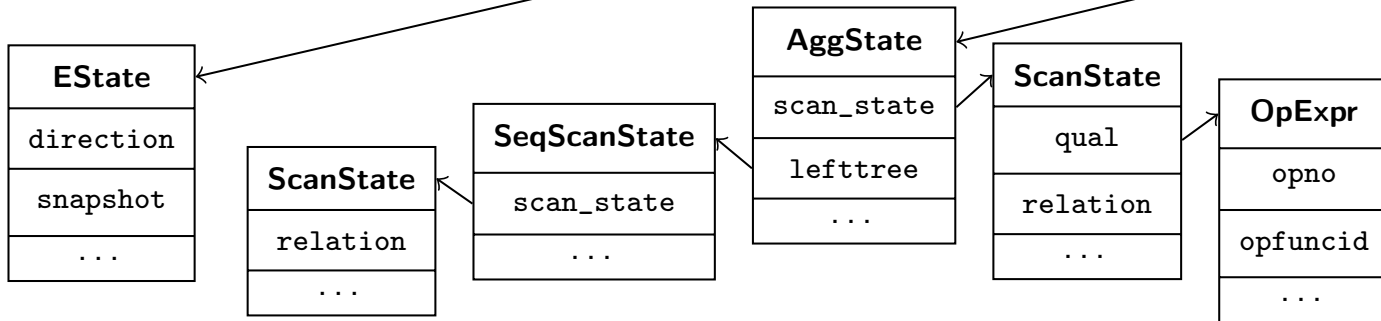 EState
direction
snapshot
...
ScanState
relation
...
SeqScanState
scan_state
...
AggState
scan_state
lefttree
...
ScanState
qual
relation
...
OpExpr
opno
opfuncid
...